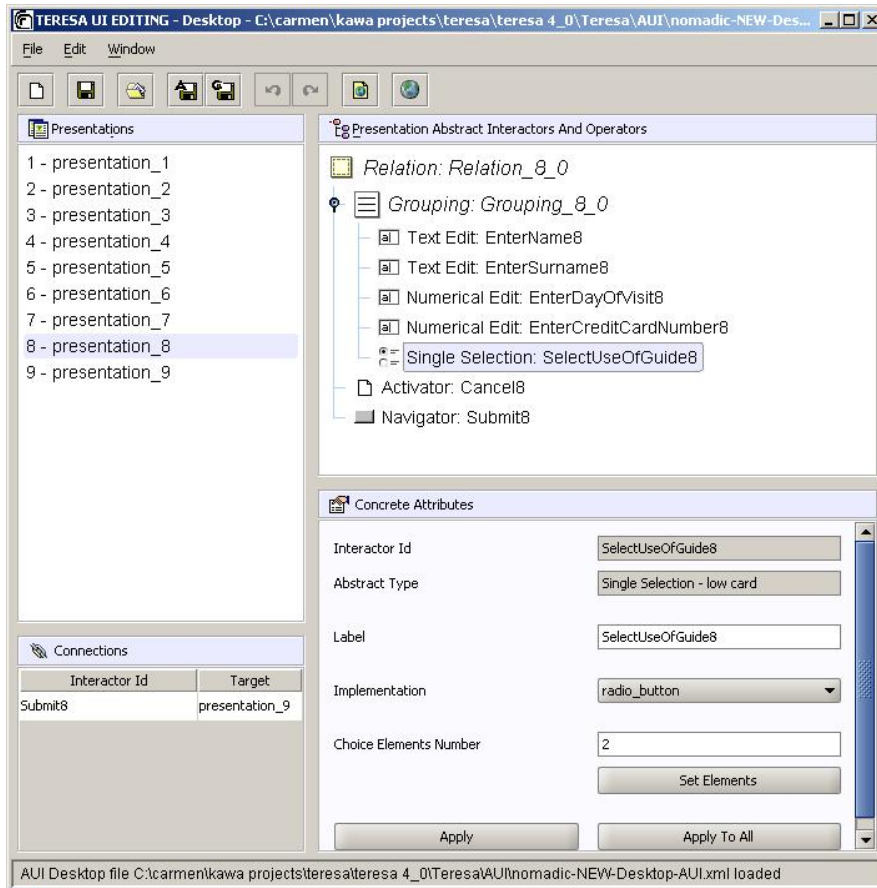 TERESA UI EDITING - Desktop - C:\carmen\kawa projects\teresa\teresa 4_0\Teresa\AUI\nomadic-NEW-Des...
File Edit Window
Presentations
1 - presentation_1
2 - presentation_2
3 - presentation_3
4 - presentation_4
5 - presentation_5
6 - presentation_6
7 - presentation_7
8 - presentation_8
9 - presentation_9
Presentation Abstract Interactors And Operators
Relation: Relation_8_0
Grouping: Grouping_8_0
Text Edit: EnterName8
Text Edit: EnterSurname8
Numerical Edit: EnterDayOfVisit8
Numerical Edit: EnterCreditCardNumber8
Single Selection: SelectUseOfGuide8
Activator: Cancel8
Navigator: Submit8
Connections
Interactor Id Target
Submit8 presentation_9
Concrete Attributes
Interactor Id SelectUseOfGuide8
Abstract Type Single Selection - low card
Label SelectUseOfGuide8
Implementation radio_button
Choice Elements Number 2
Set Elements
Apply Apply To All
AUI Desktop file C:\carmen\kawa projects\teresa\teresa 4_0\Teresa\AUI\nomadic-NEW-Desktop-AUI.xml loaded